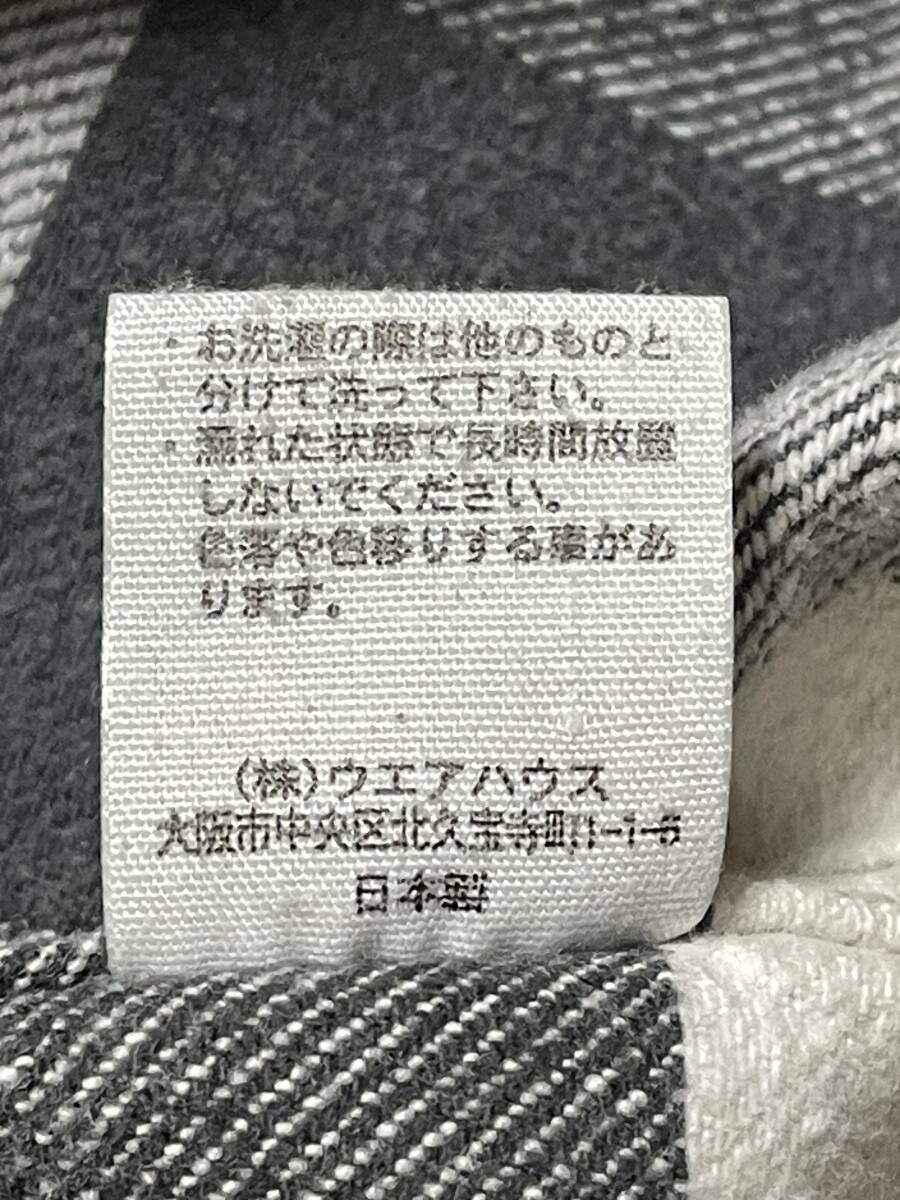 ・お洗濯の際は他のものと
分けて洗って下さい。
・濡れた状態で長時間放置
しないでください。
色落や色移りする事があ
ります。
(株)ウエアハウス
大阪市中央区北久宝寺町1-1-6
日本製